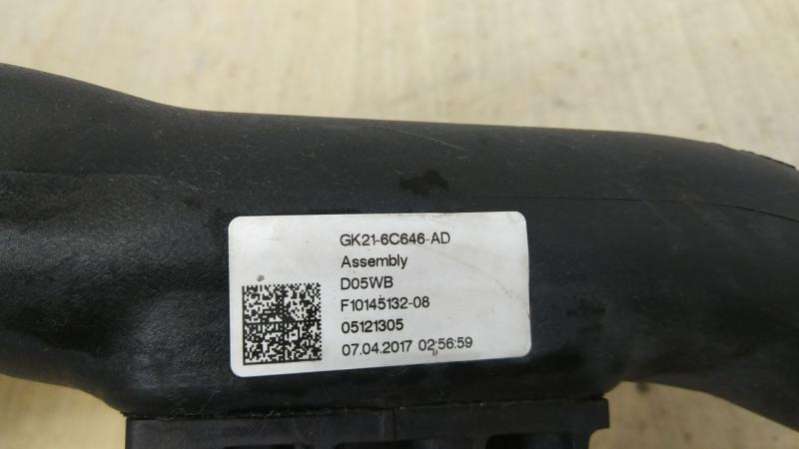 GK21-6C646-AD
Assembly
D05WB
F10145132-08
05121305
07.04.2017 02:56:59